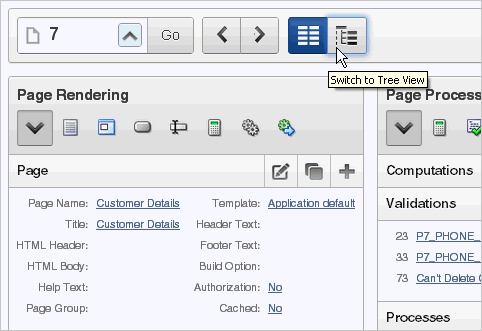 7
Go
Switch to Tree View
Page Rendering
Page
Page Name: Customer Details Template: Application default
Title: Customer Details Header Text:
HTML Header: Footer Text:
HTML Body: Build Option:
Help Text: Authorization: No
Page Group: Cached: No
Page Process
Computations
Validations
23 P7_PHONE_
33 P7_PHONE_
73 Can't Delete
Processes